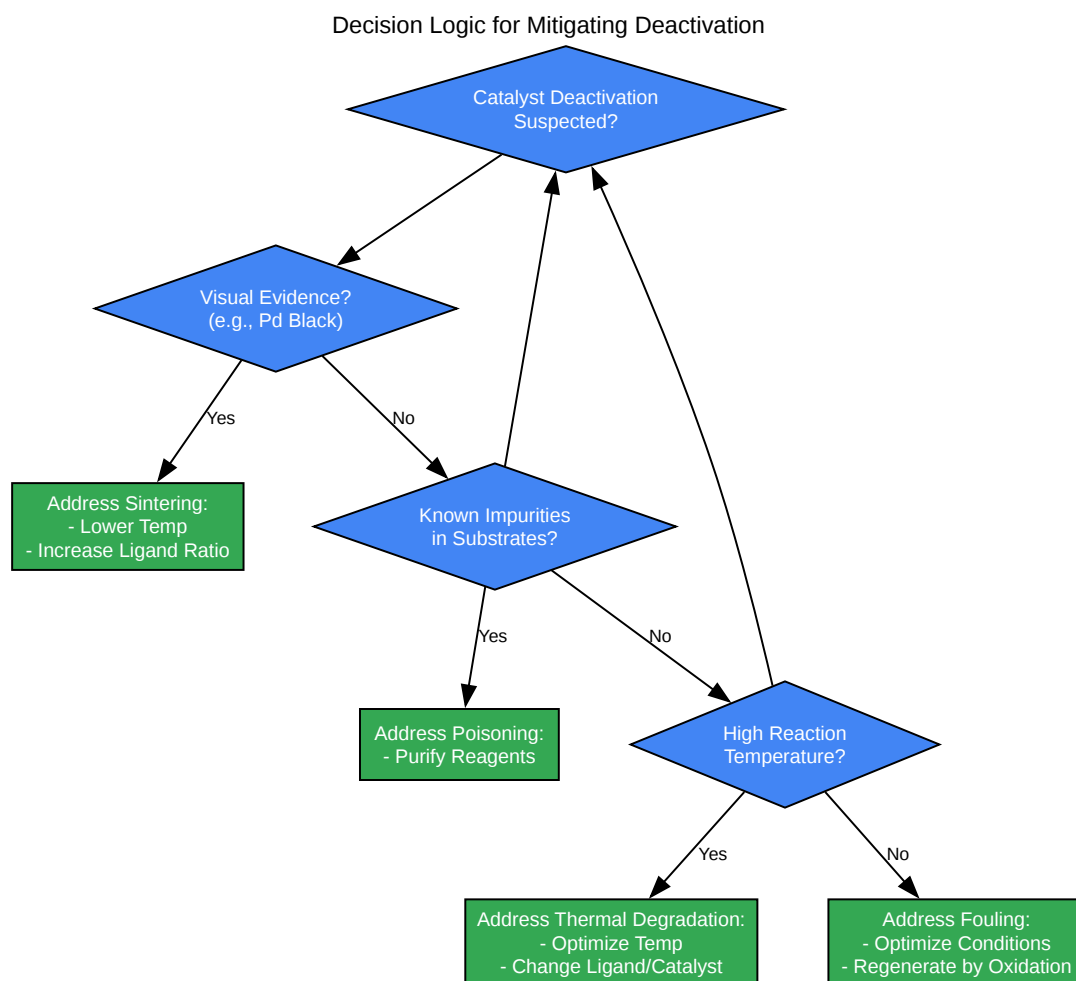 Decision Logic for Mitigating Deactivation
Catalyst Deactivation
Suspected?
Visual Evidence?
(e.g., Pd Black)
Yes
No
Address Sintering:
- Lower Temp
- Increase Ligand Ratio
Known Impurities
in Substrates?
Yes
No
Address Poisoning:
- Purify Reagents
High Reaction
Temperature?
Yes
No
Address Thermal Degradation:
- Optimize Temp
- Change Ligand/Catalyst
Address Fouling:
- Optimize Conditions
- Regenerate by Oxidation